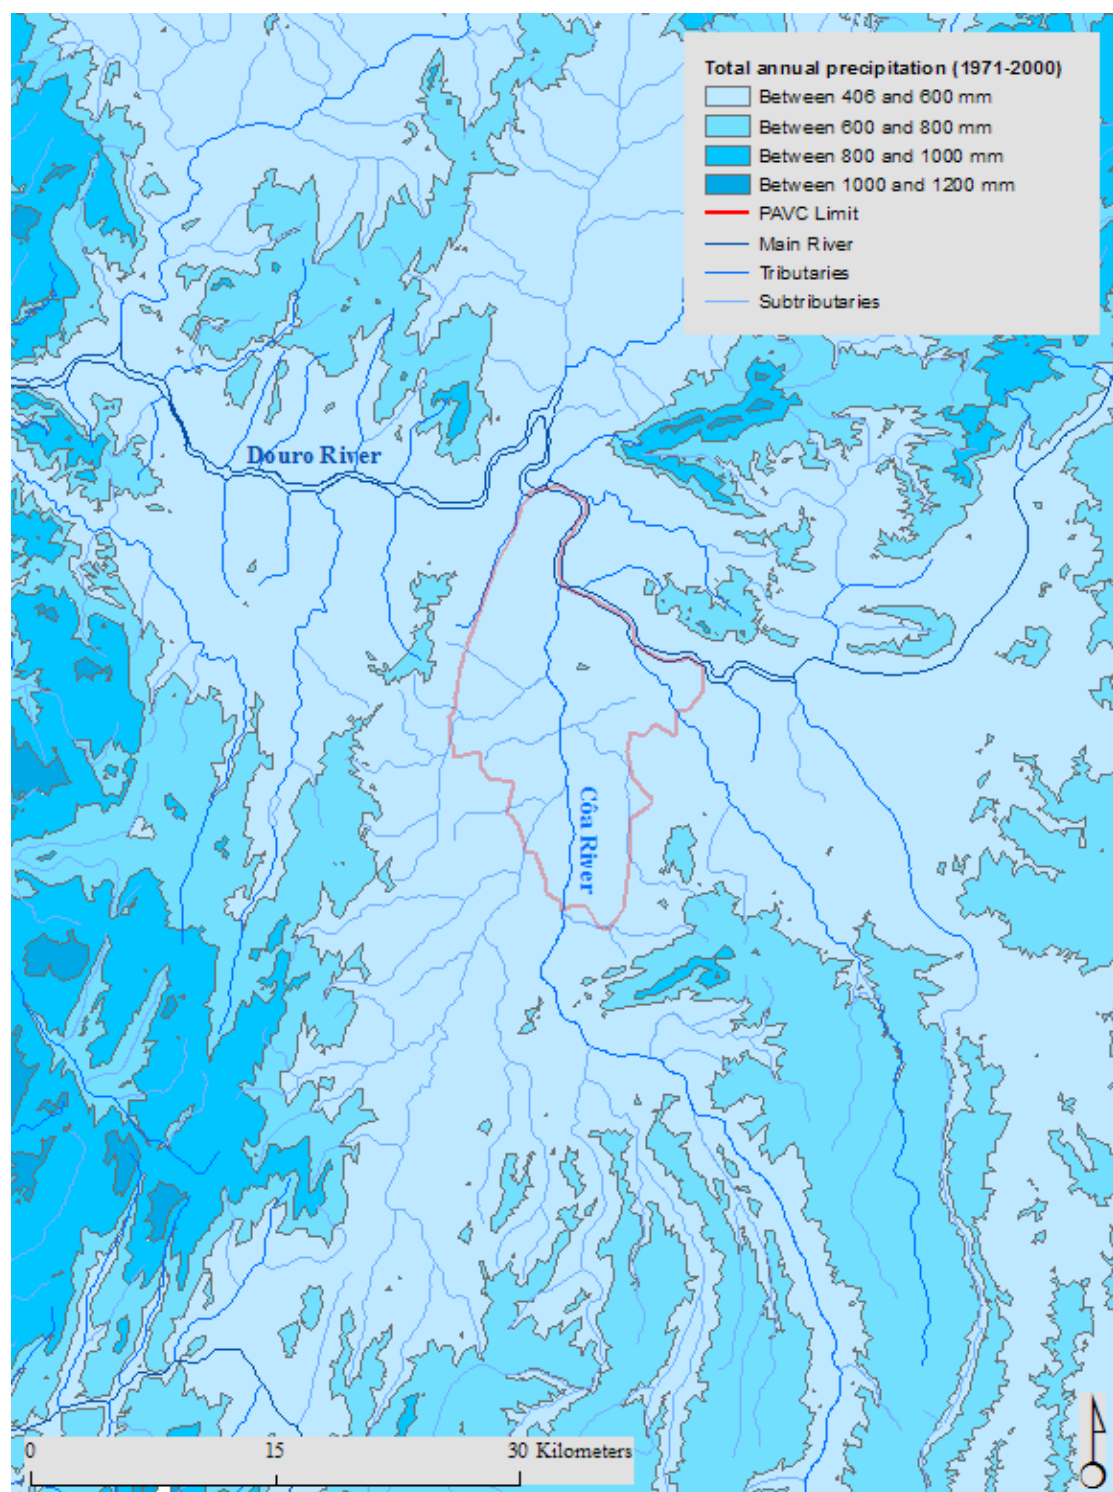 Total annual precipitation (1971-2000)
Between 406 and 600 mm
Between 600 and 800 mm
Between 800 and 1000 mm
Between 1000 and 1200 mm
PAVC Limit
Main River
Tributaries
Subtributaries
Douro River
Côa River
0 15 30 Kilometers